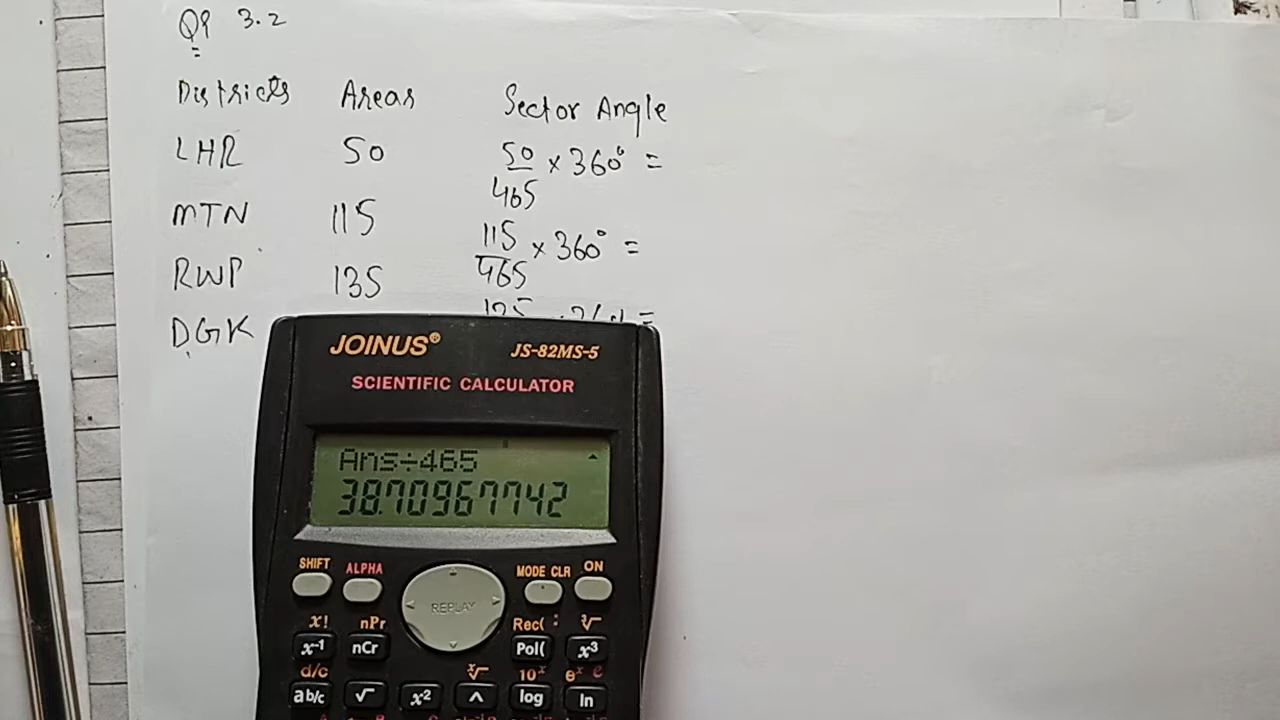 Q9 3.2
Districts Areas Sector Angle
LHR 50 50/465 × 360° =
MTN 115 115/465 × 360° =
RWP 135
DGK
JOINUS® JS-82MS-5
SCIENTIFIC CALCULATOR
Ans÷465
38.70967742
SHIFT ALPHA MODE CLR ON
REPLAY
x! nPr Rec( : ³√
x⁻¹ nCr Pol( x³
d/c ˣ√ 10ˣ eˣ e
ab/c √ x² ^ log ln